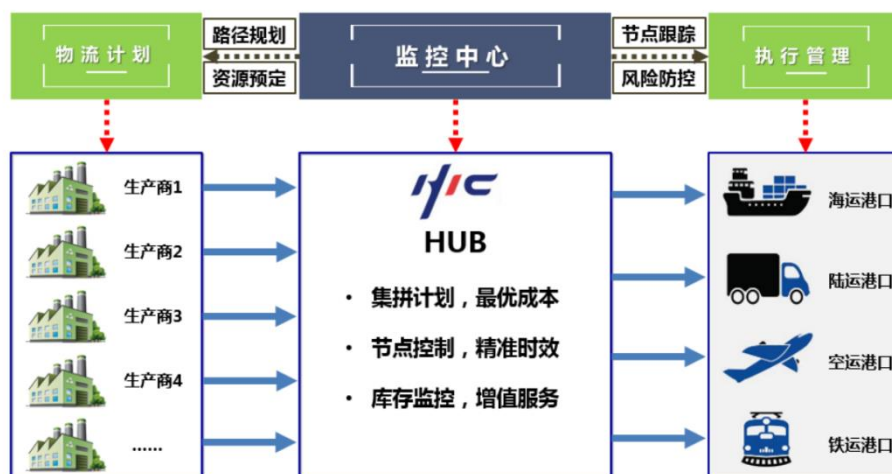 物流计划
路径规划
资源预定
监控中心
节点跟踪
风险防控
执行管理
生产商1
生产商2
生产商3
生产商4
......
HUB
· 集拼计划，最优成本
· 节点控制，精准时效
· 库存监控，增值服务
海运港口
陆运港口
空运港口
铁运港口